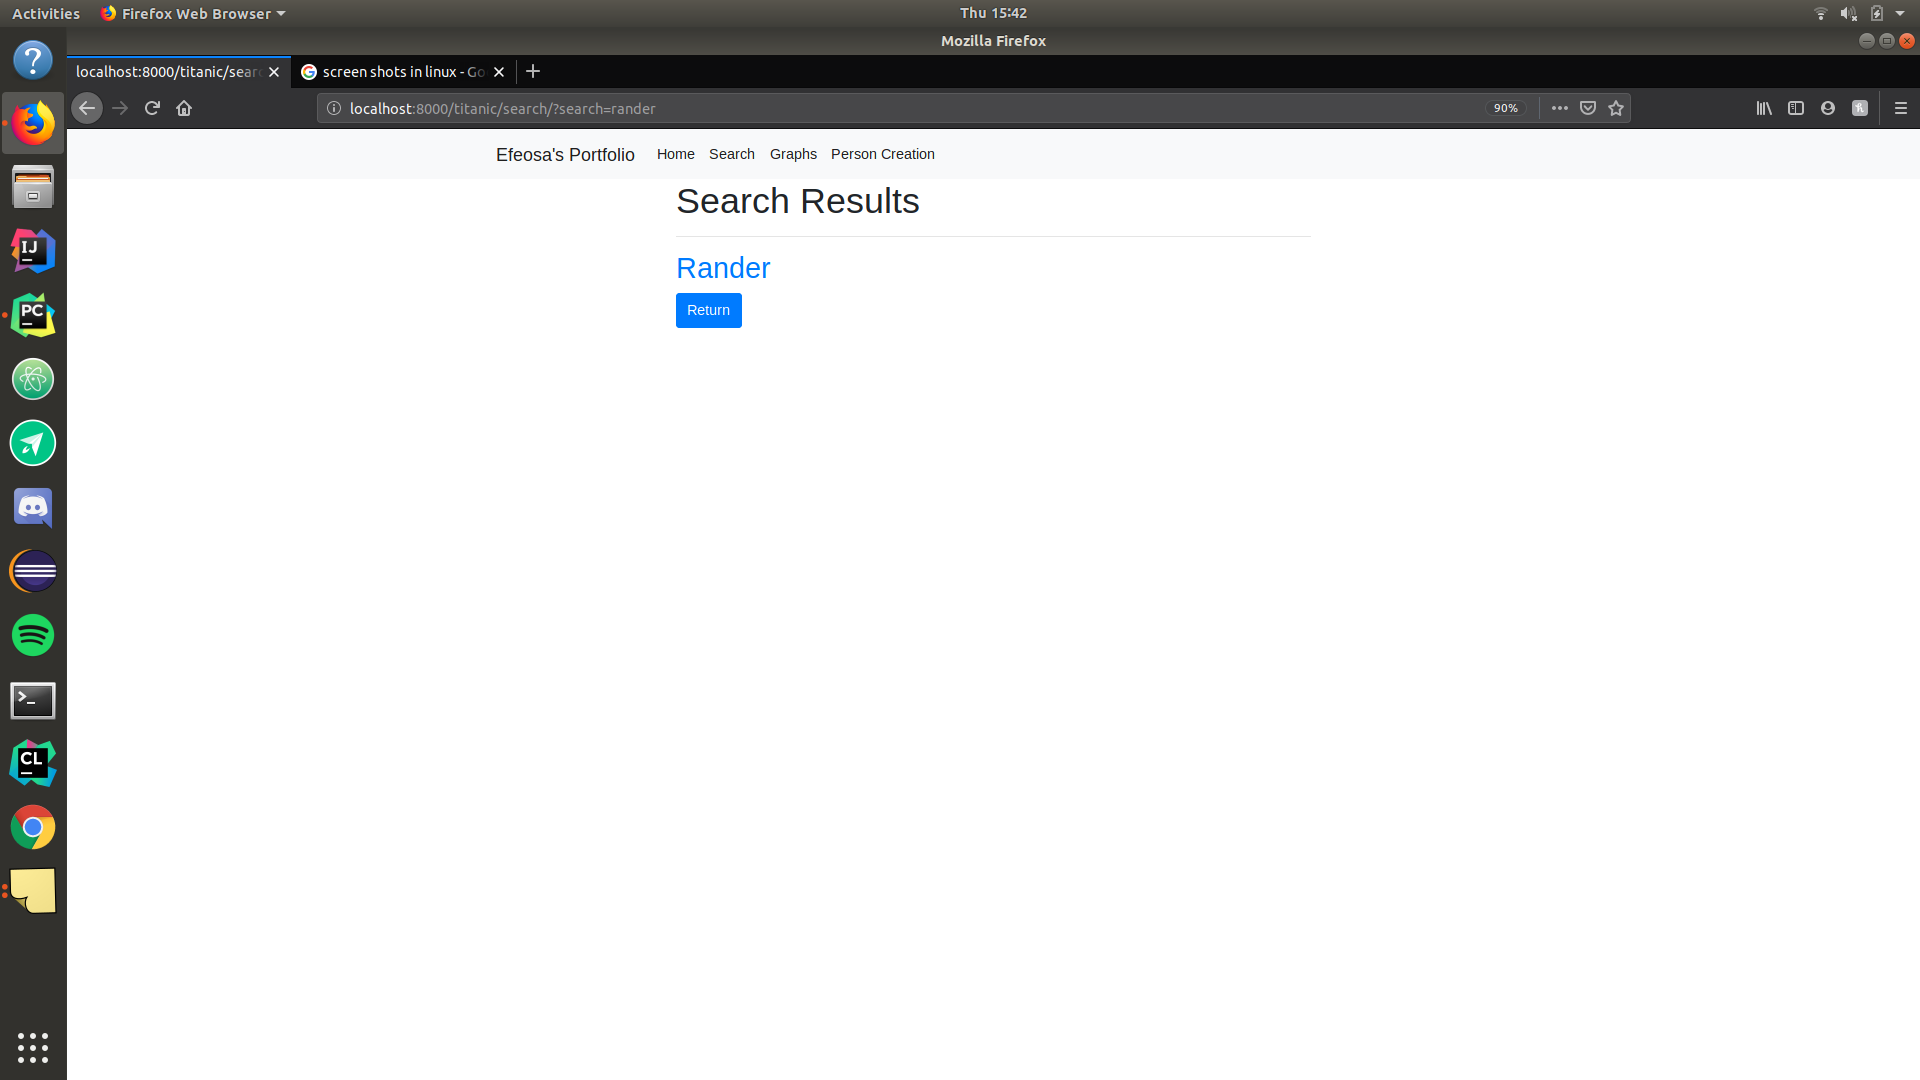 Activities Firefox Web Browser Thu 15:42
Mozilla Firefox
localhost:8000/titanic/sear screen shots in linux - Go
localhost:8000/titanic/search/?search=rander 90%
Efeosa's Portfolio Home Search Graphs Person Creation
Search Results
Rander
Return
IJ
PC
CL